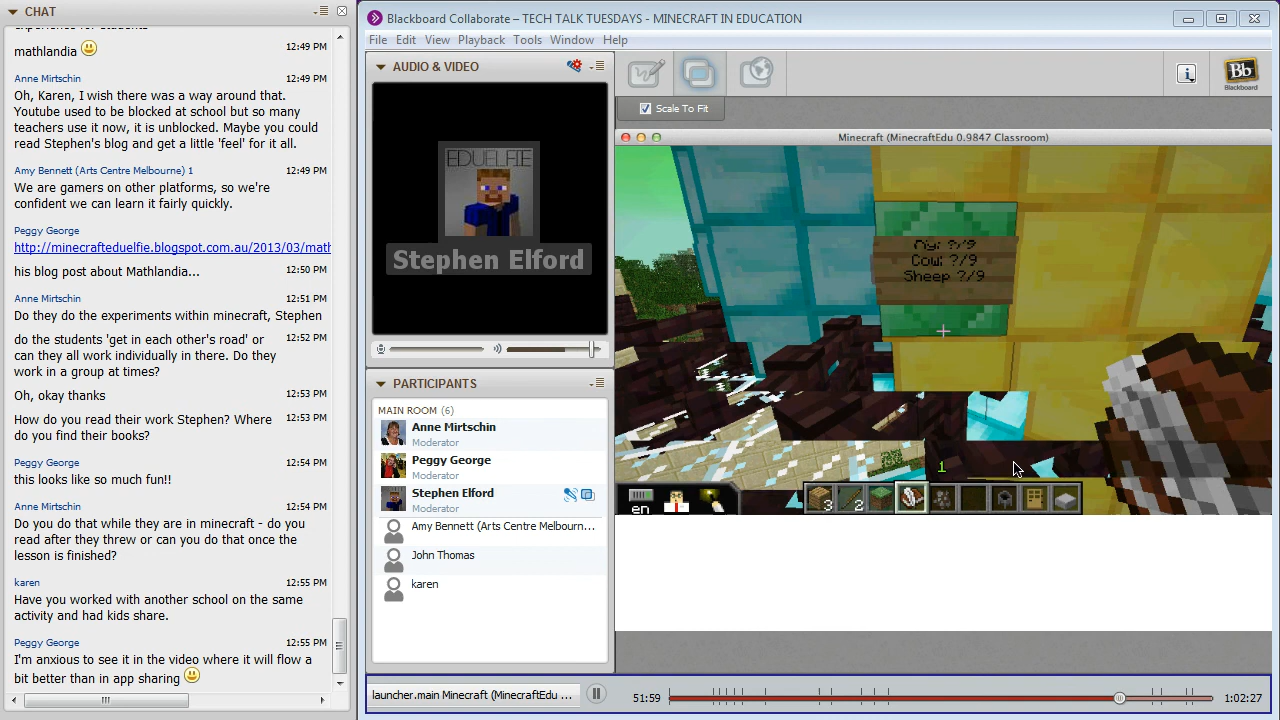 CHAT
experience for students
mathlandia 12:49 PM
Anne Mirtschin 12:49 PM
Oh, Karen, I wish there was a way around that.
Youtube used to be blocked at school but so many
teachers use it now, it is unblocked. Maybe you could
read Stephen's blog and get a little 'feel' for it all.
Amy Bennett (Arts Centre Melbourne) 1 12:49 PM
We are gamers on other platforms, so we're
confident we can learn it fairly quickly.
Peggy George
http://minecrafteduelfie.blogspot.com.au/2013/03/math
his blog post about Mathlandia... 12:50 PM
Anne Mirtschin 12:51 PM
Do they do the experiments within minecraft, Stephen
do the students 'get in each other's road' or 12:52 PM
can they all work individually in there. Do they
work in a group at times?
Oh, okay thanks 12:53 PM
How do you read their work Stephen? Where 12:53 PM
do you find their books?
Peggy George 12:54 PM
this looks like so much fun!!
Anne Mirtschin 12:54 PM
Do you do that while they are in minecraft - do you
read after they threw or can you do that once the
lesson is finished?
karen 12:55 PM
Have you worked with another school on the same
activity and had kids share.
Peggy George 12:55 PM
I'm anxious to see it in the video where it will flow a
bit better than in app sharing
Blackboard Collaborate – TECH TALK TUESDAYS - MINECRAFT IN EDUCATION
File Edit View Playback Tools Window Help
AUDIO & VIDEO
EDUELFIE
Stephen Elford
PARTICIPANTS
MAIN ROOM (6)
Anne Mirtschin
Moderator
Peggy George
Moderator
Stephen Elford
Moderator
Amy Bennett (Arts Centre Melbourn...
John Thomas
karen
Scale To Fit
i
Bb
Blackboard
Minecraft (MinecraftEdu 0.9847 Classroom)
Pig: ?/9
Cow: ?/9
Sheep ?/9
1
en
3 2
launcher.main Minecraft (MinecraftEdu ...
51:59
1:02:27